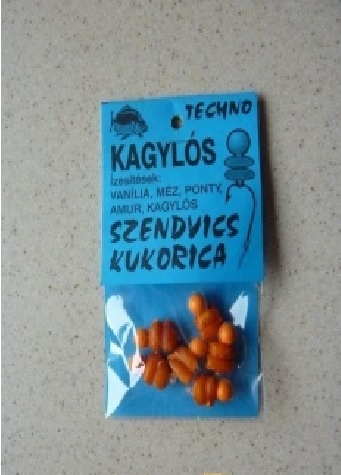 TECHNO
KAGYLÓS
Ízesítések:
VANÍLIA, MÉZ, PONTY,
AMUR, KAGYLÓS
SZENDVICS
KUKORICA